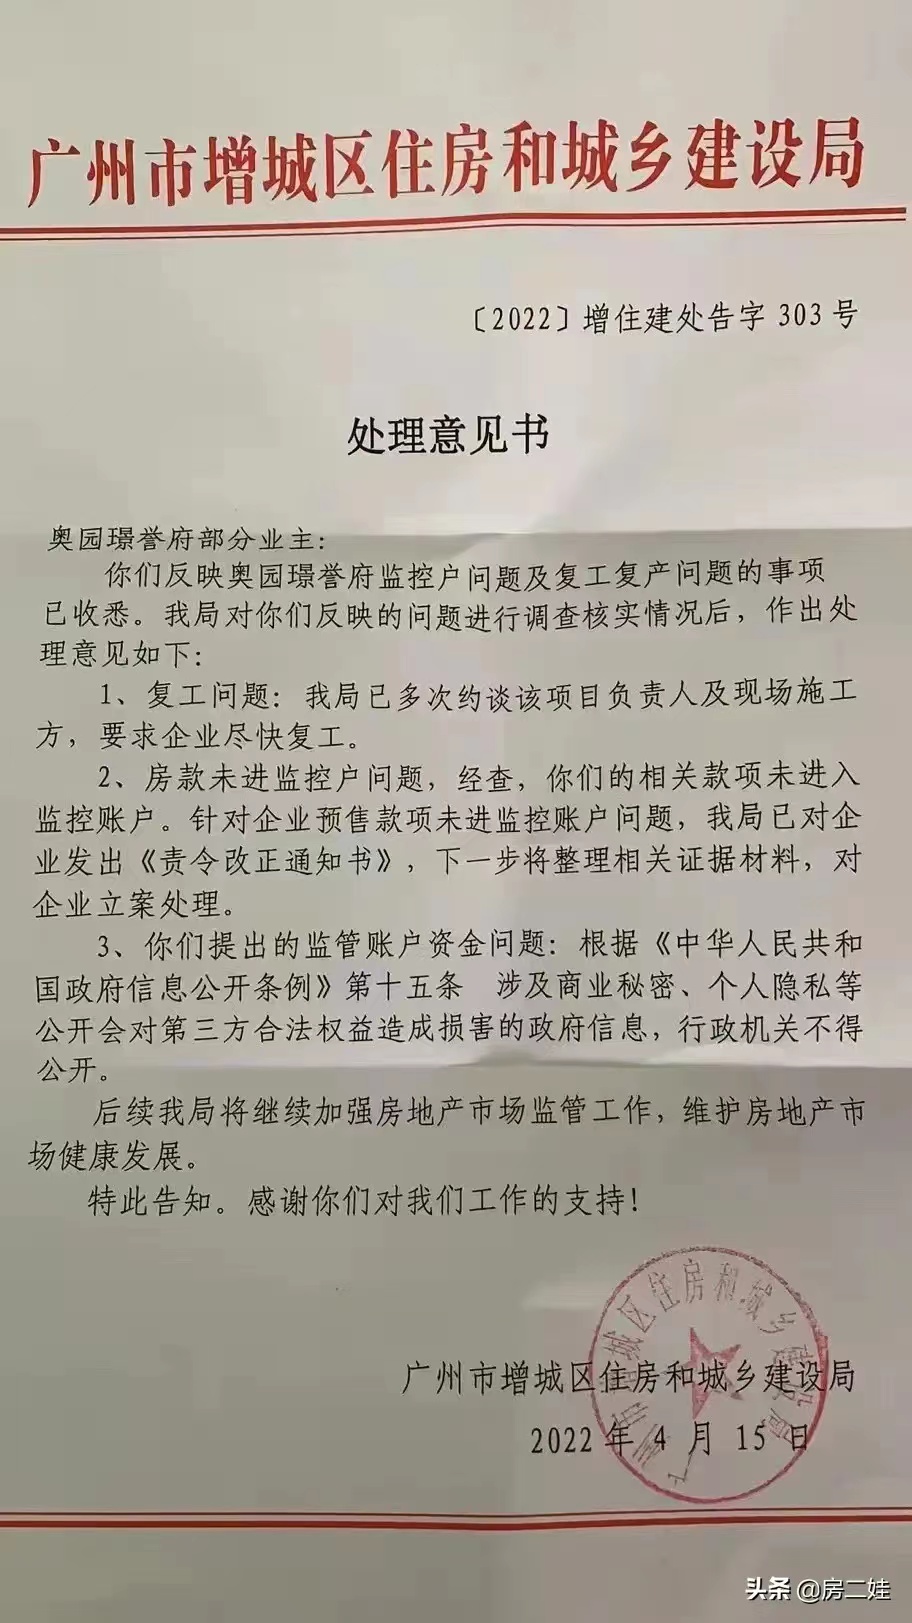 广州市增城区住房和城乡建设局
〔2022〕增住建处告字 303 号
处理意见书
奥园璟誉府部分业主：
你们反映奥园璟誉府监控户问题及复工复产问题的事项
已收悉。我局对你们反映的问题进行调查核实情况后，作出处
理意见如下：
1、复工问题：我局已多次约谈该项目负责人及现场施工
方，要求企业尽快复工。
2、房款未进监控户问题，经查，你们的相关款项未进入
监控账户。针对企业预售款项未进监控账户问题，我局已对企
业发出《责令改正通知书》，下一步将整理相关证据材料，对
企业立案处理。
3、你们提出的监管账户资金问题：根据《中华人民共和
国政府信息公开条例》第十五条 涉及商业秘密、个人隐私等
公开会对第三方合法权益造成损害的政府信息，行政机关不得
公开。
后续我局将继续加强房地产市场监管工作，维护房地产市
场健康发展。
特此告知。感谢你们对我们工作的支持！
广州市增城区住房和城乡建设局
广州市增城区住房和城乡建设局
2022 年 4 月 15 日
头条 @房二娃